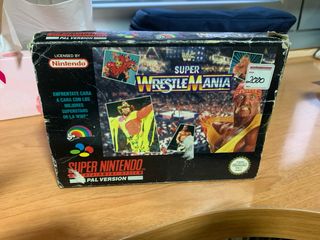 LICENSED BY
Nintendo
SUPER
WRESTLEMANIA
ENFRENTATE CARA
A CARA CON LOS
MEJORES
SUPERSTARS
DE LA WWF!
SUPER NINTENDO
ENTERTAINMENT SYSTEM
PAL VERSION